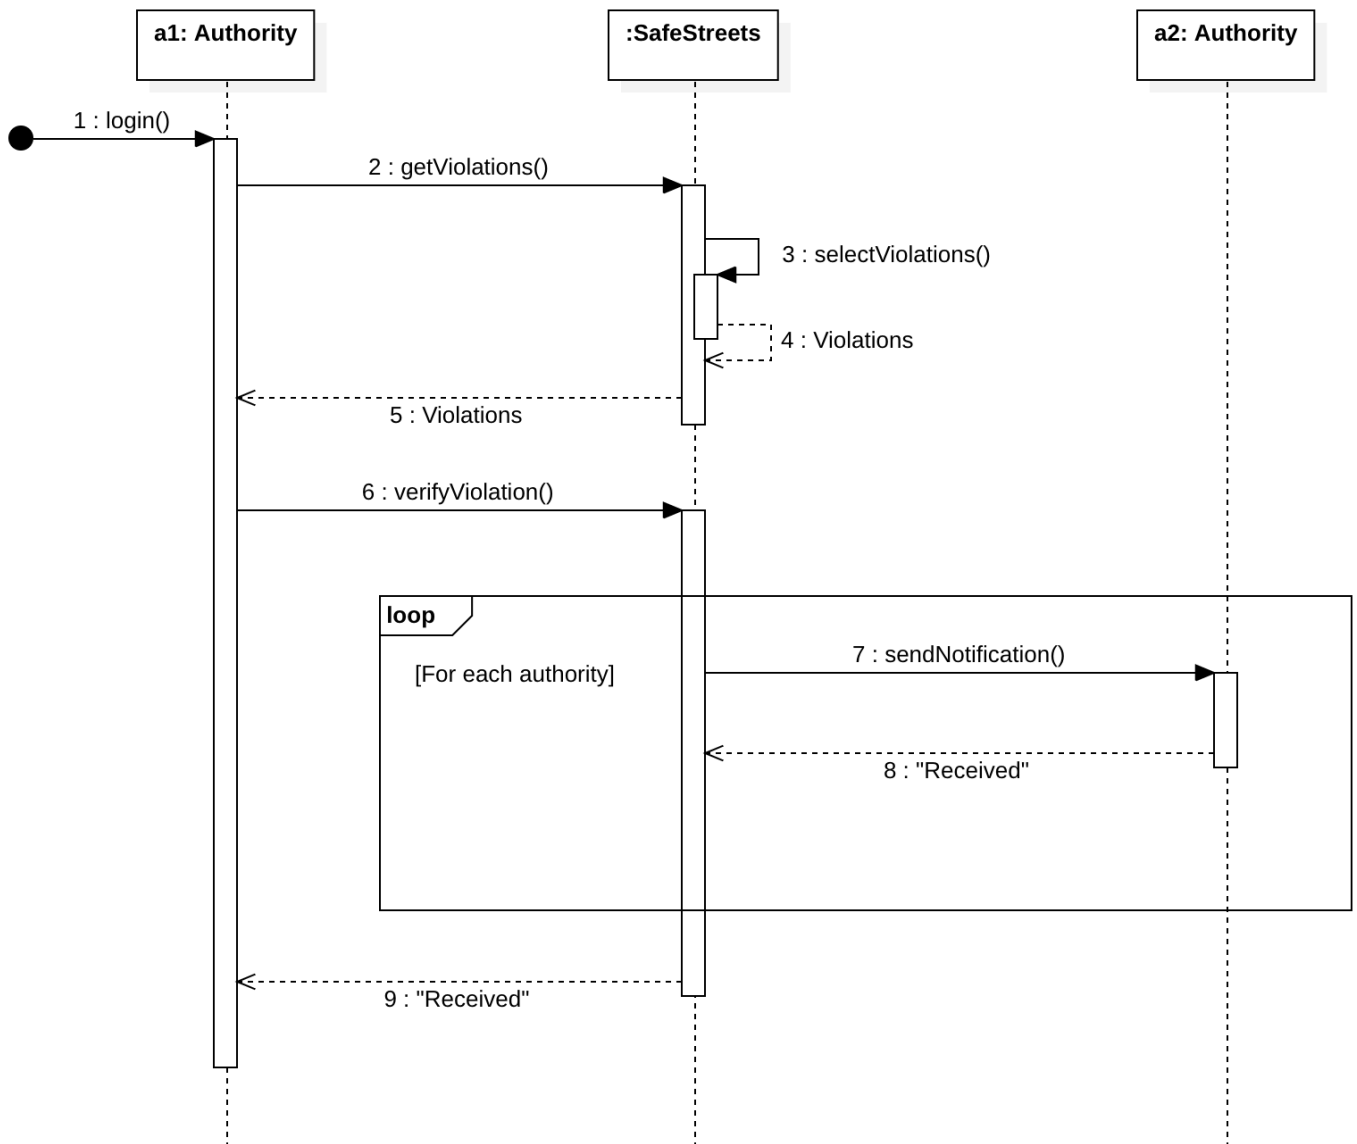 a1: Authority
:SafeStreets
a2: Authority
1 : login()
2 : getViolations()
3 : selectViolations()
4 : Violations
5 : Violations
6 : verifyViolation()
loop
7 : sendNotification()
[For each authority]
8 : "Received"
9 : "Received"